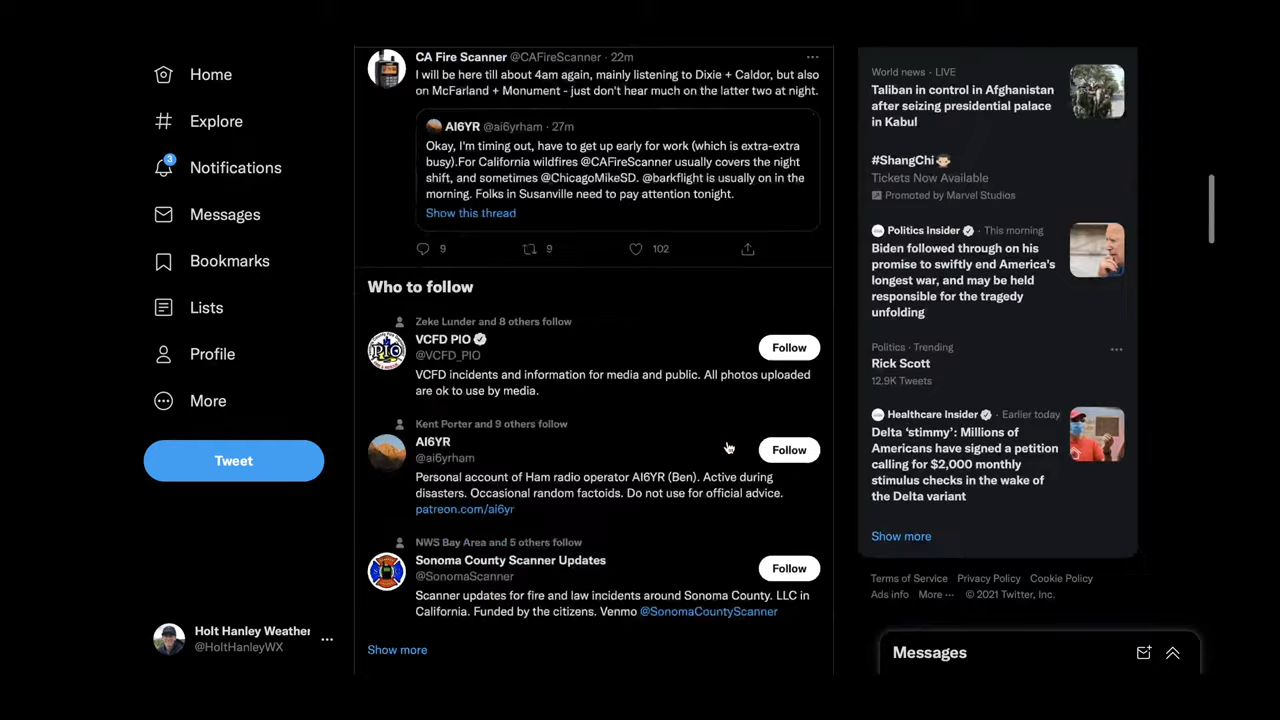 Home
Explore
3
Notifications
Messages
Bookmarks
Lists
Profile
More
Tweet
Holt Hanley Weather
@HoltHanleyWX
CA Fire Scanner @CAFireScanner · 22m
I will be here till about 4am again, mainly listening to Dixie + Caldor, but also
on McFarland + Monument - just don't hear much on the latter two at night.
AI6YR @ai6yrham · 27m
Okay, I'm timing out, have to get up early for work (which is extra-extra
busy).For California wildfires @CAFireScanner usually covers the night
shift, and sometimes @ChicagoMikeSD. @barkflight is usually on in the
morning. Folks in Susanville need to pay attention tonight.
Show this thread
9 9 102
Who to follow
Zeke Lunder and 8 others follow
VCFD PIO
@VCFD_PIO
Follow
VCFD incidents and information for media and public. All photos uploaded
are ok to use by media.
Kent Porter and 9 others follow
AI6YR
@ai6yrham
Follow
Personal account of Ham radio operator AI6YR (Ben). Active during
disasters. Occasional random factoids. Do not use for official advice.
patreon.com/ai6yr
NWS Bay Area and 5 others follow
Sonoma County Scanner Updates
@SonomaScanner
Follow
Scanner updates for fire and law incidents around Sonoma County. LLC in
California. Funded by the citizens. Venmo @SonomaCountyScanner
Show more
World news · LIVE
Taliban in control in Afghanistan
after seizing presidential palace
in Kabul
#ShangChi
Tickets Now Available
Promoted by Marvel Studios
Politics Insider · This morning
Biden followed through on his
promise to swiftly end America's
longest war, and may be held
responsible for the tragedy
unfolding
Politics · Trending
Rick Scott
12.9K Tweets
Healthcare Insider · Earlier today
Delta ‘stimmy’: Millions of
Americans have signed a petition
calling for $2,000 monthly
stimulus checks in the wake of
the Delta variant
Show more
Terms of Service Privacy Policy Cookie Policy
Ads info More ··· © 2021 Twitter, Inc.
Messages